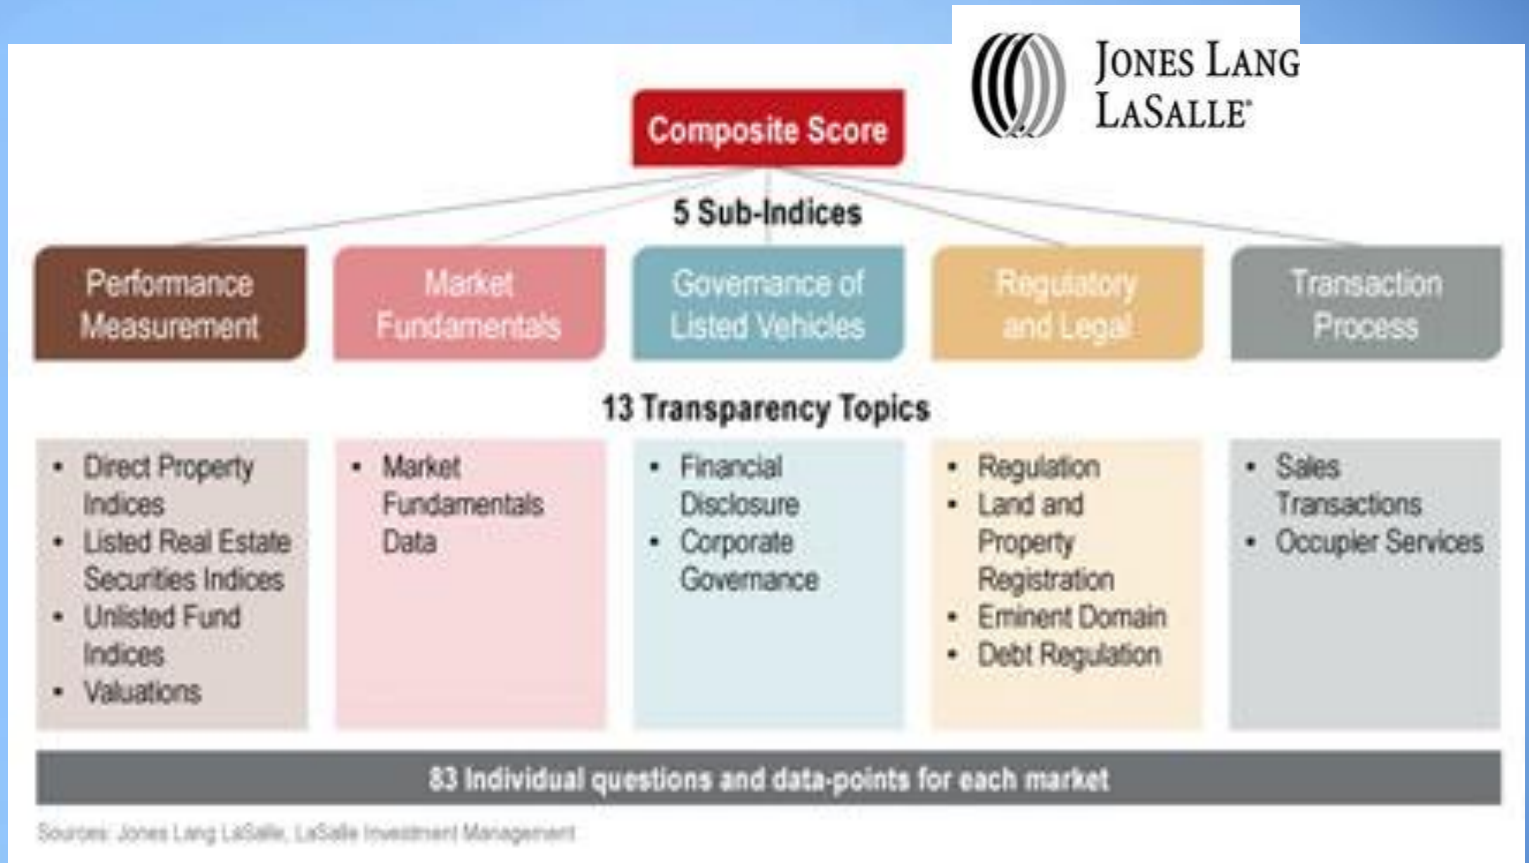 JONES LANG
LASALLE®
Composite Score
5 Sub-Indices
Performance
Measurement
Market
Fundamentals
Governance of
Listed Vehicles
Regulatory
and Legal
Transaction
Process
13 Transparency Topics
• Direct Property
Indices
• Listed Real Estate
Securities Indices
• Unlisted Fund
Indices
• Valuations
• Market
Fundamentals
Data
• Financial
Disclosure
• Corporate
Governance
• Regulation
• Land and
Property
Registration
• Eminent Domain
• Debt Regulation
• Sales
Transactions
• Occupier Services
83 Individual questions and data-points for each market
Sources: Jones Lang LaSalle, LaSalle Investment Management